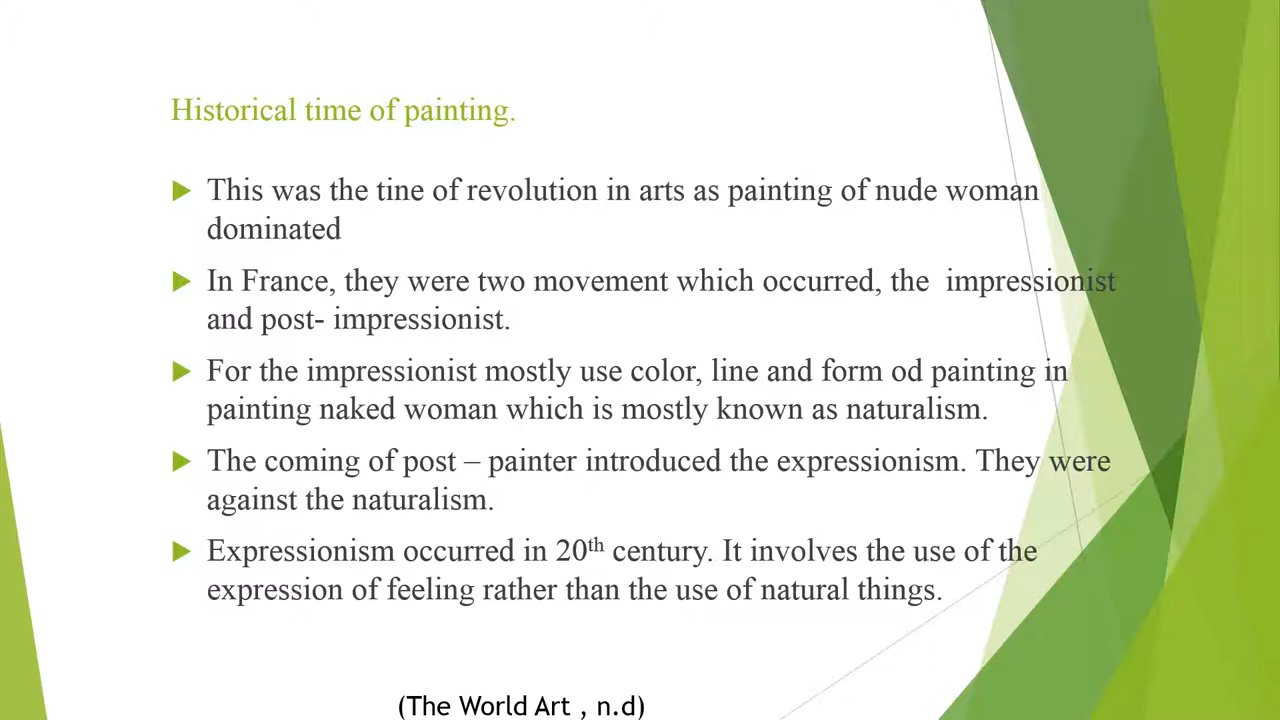 Historical time of painting.
This was the tine of revolution in arts as painting of nude woman
dominated
In France, they were two movement which occurred, the impressionist
and post- impressionist.
For the impressionist mostly use color, line and form od painting in
painting naked woman which is mostly known as naturalism.
The coming of post – painter introduced the expressionism. They were
against the naturalism.
Expressionism occurred in 20th century. It involves the use of the
expression of feeling rather than the use of natural things.
(The World Art , n.d)